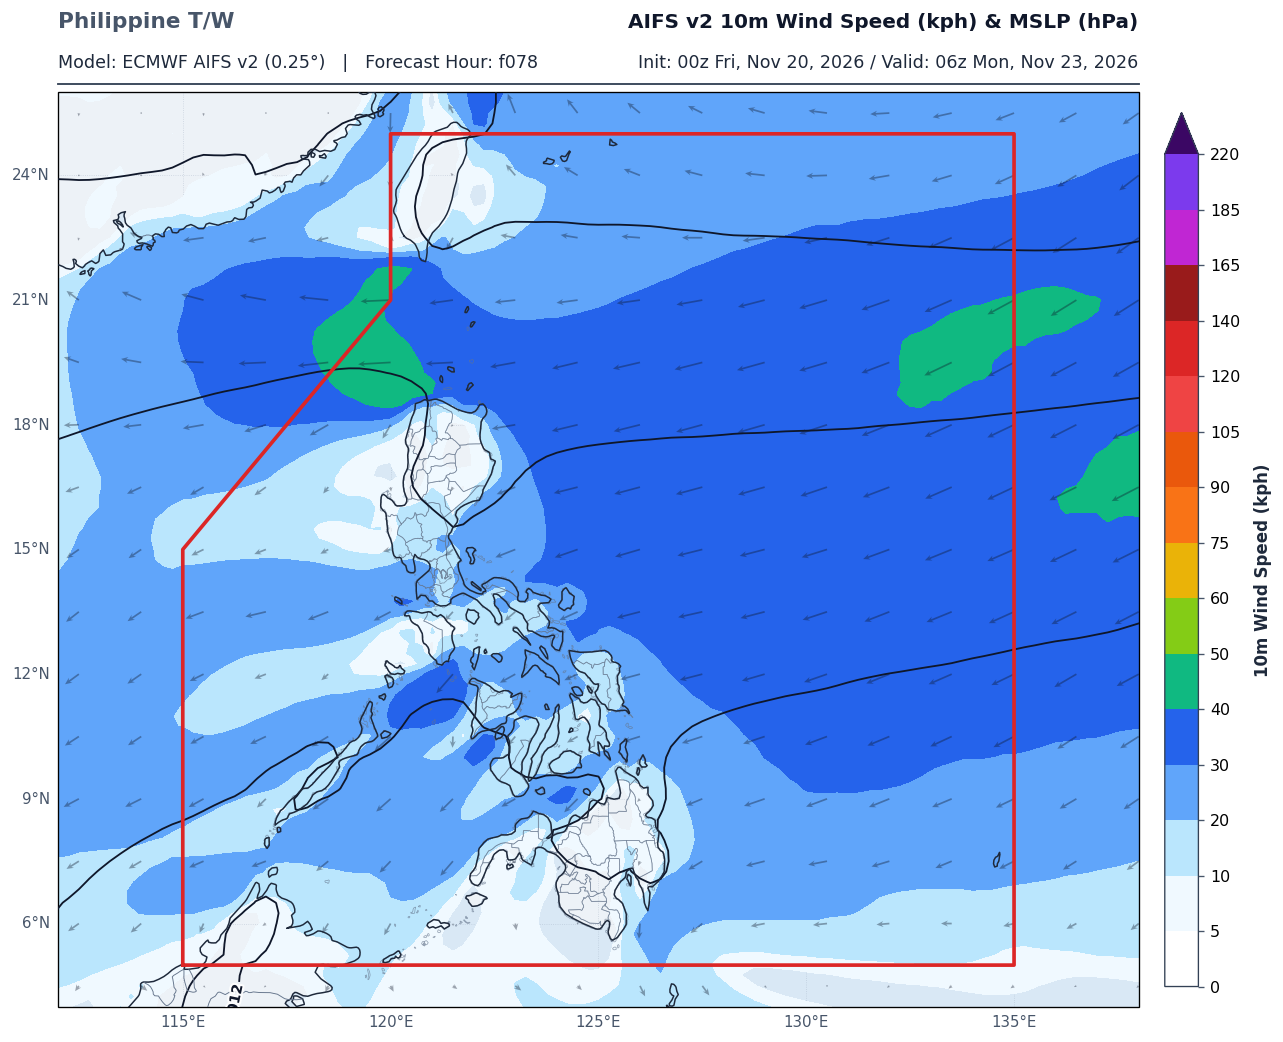 Philippine T/W
AIFS v2 10m Wind Speed (kph) & MSLP (hPa)
Model: ECMWF AIFS v2 (0.25°) | Forecast Hour: f078
Init: 00z Fri, Nov 20, 2026 / Valid: 06z Mon, Nov 23, 2026
24°N
21°N
18°N
15°N
12°N
9°N
6°N
115°E
120°E
125°E
130°E
135°E
220
185
165
140
120
105
90
75
60
50
40
30
20
10
5
0
10m Wind Speed (kph)